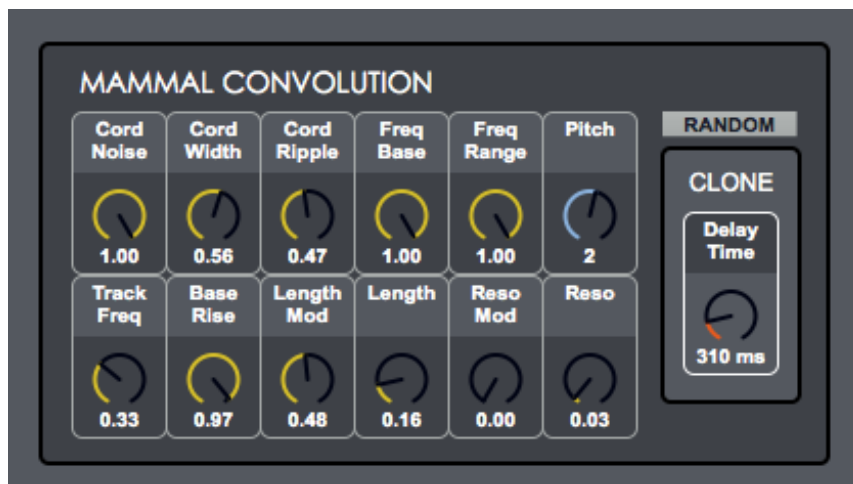 MAMMAL CONVOLUTION
Cord Noise
Cord Width
Cord Ripple
Freq Base
Freq Range
Pitch
1.00
0.56
0.47
1.00
1.00
2
Track Freq
Base Rise
Length Mod
Length
Reso Mod
Reso
0.33
0.97
0.48
0.16
0.00
0.03
RANDOM
CLONE
Delay
Time
310 ms